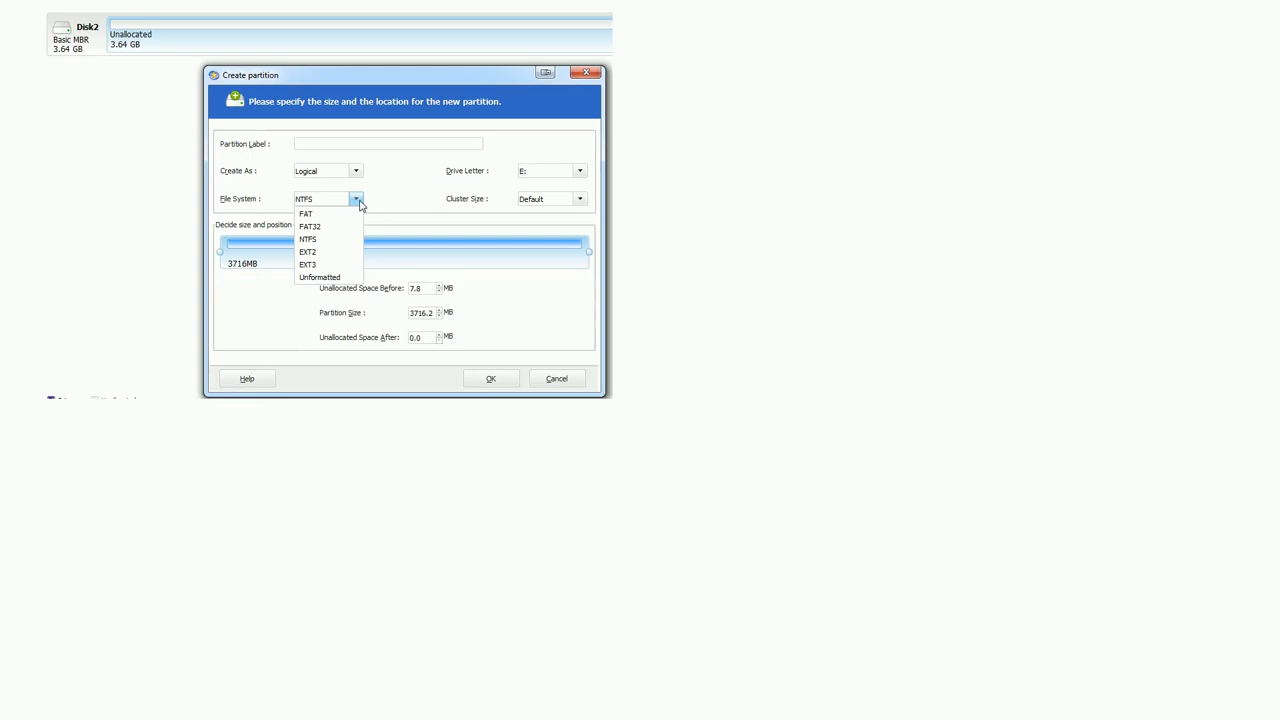 Disk2
Basic MBR
3.64 GB
Unallocated
3.64 GB
Create partition
Please specify the size and the location for the new partition.
Partition Label :
Create As : Logical Drive Letter : E:
File System : NTFS Cluster Size : Default
FAT
FAT32
NTFS
EXT2
EXT3
Unformatted
Decide size and position
3716MB
Unallocated Space Before: 7.8 MB
Partition Size : 3716.2 MB
Unallocated Space After: 0.0 MB
Help OK Cancel